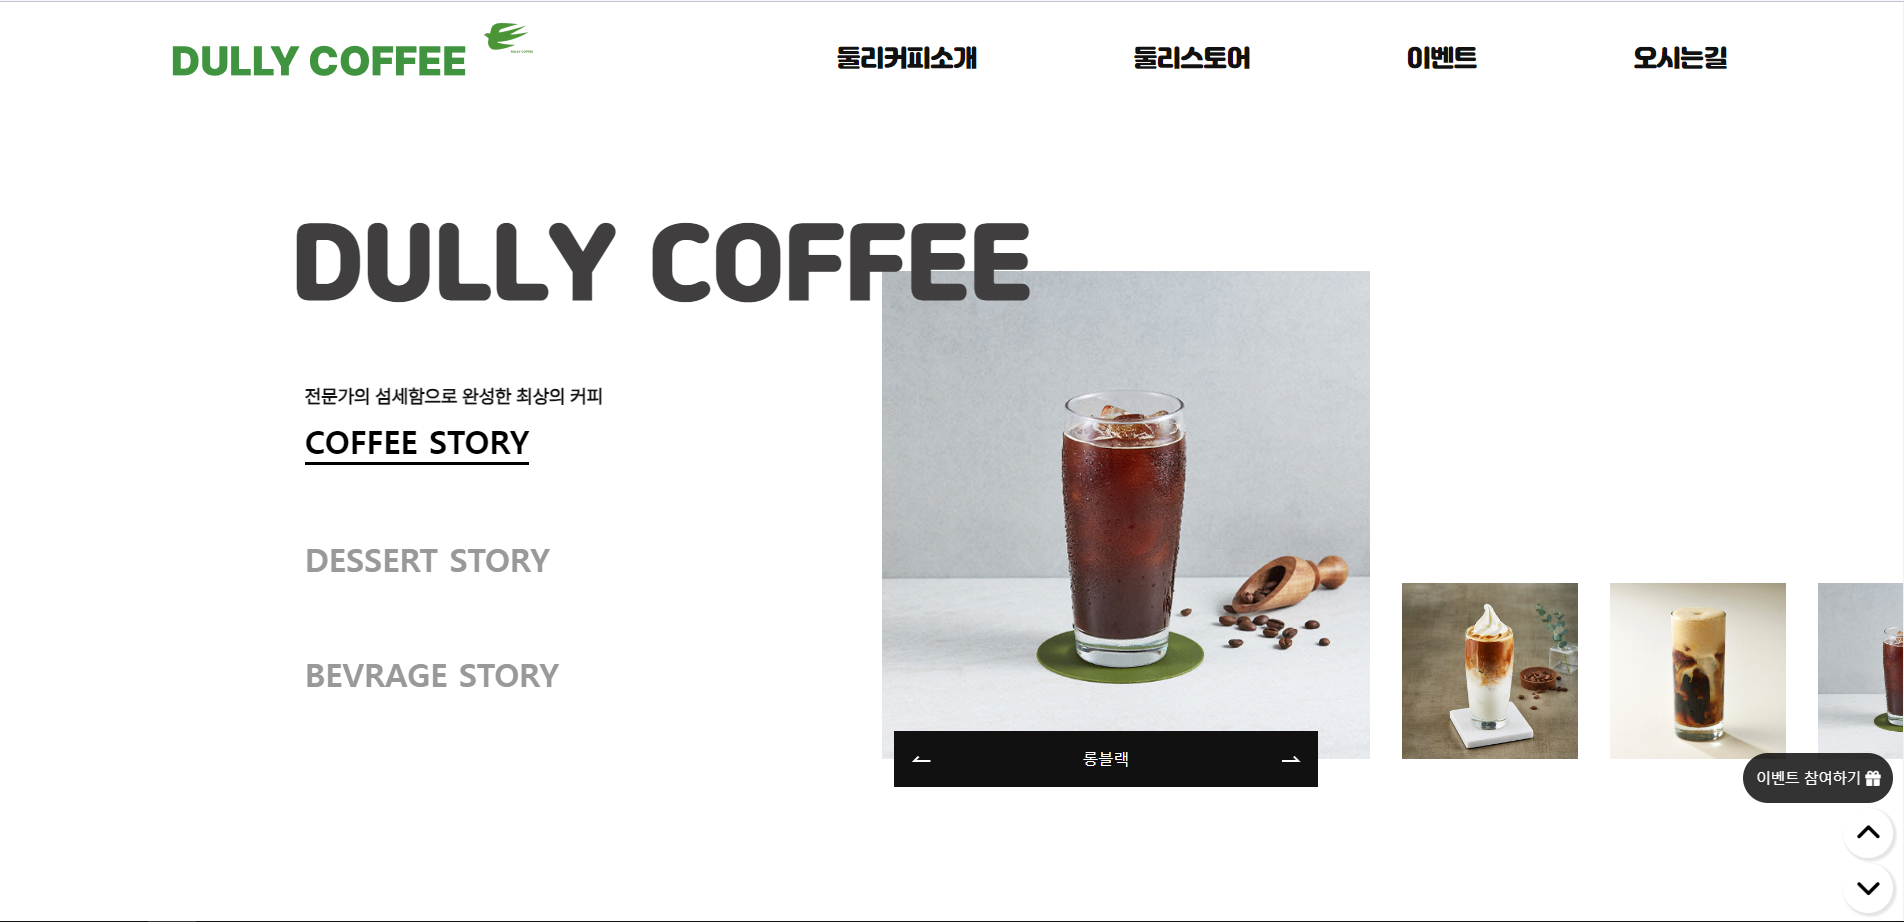 DULLY COFFEE
DULLY COFFEE
둘리커피소개
둘리스토어
이벤트
오시는길
DULLY COFFEE
전문가의 섬세함으로 완성한 최상의 커피
COFFEE STORY
DESSERT STORY
BEVRAGE STORY
롱블랙
이벤트 참여하기